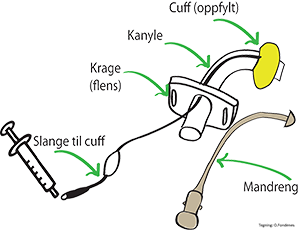 Cuff (oppfylt)
Kanyle
Krage
(flens)
Slange til cuff
Mandreng
Tegning: O.Fondenes